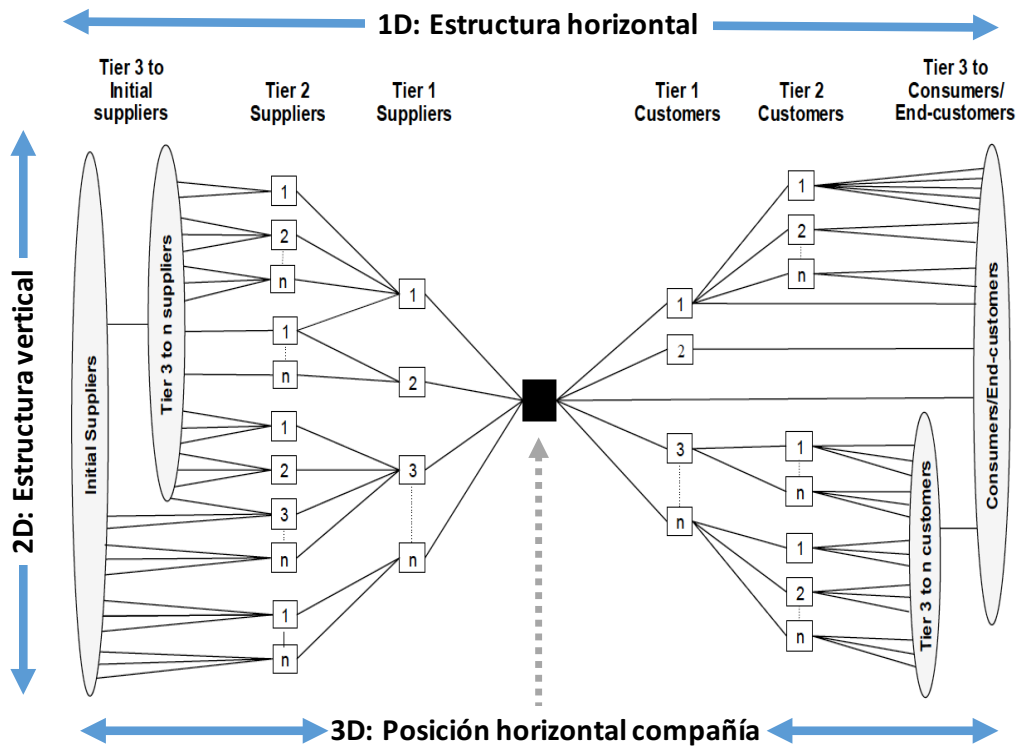 1D: Estructura horizontal
Tier 3 to
Initial
suppliers
Tier 2
Suppliers
Tier 1
Suppliers
Tier 1
Customers
Tier 2
Customers
Tier 3 to
Consumers/
End-customers
2D: Estructura vertical
Initial Suppliers
Tier 3 to n suppliers
1
2
n
1
n
1
2
3
n
1
n
1
2
3
n
1
2
3
n
1
2
n
1
n
1
2
n
Tier 3 to n customers
Consumers/End-customers
3D: Posición horizontal compañía